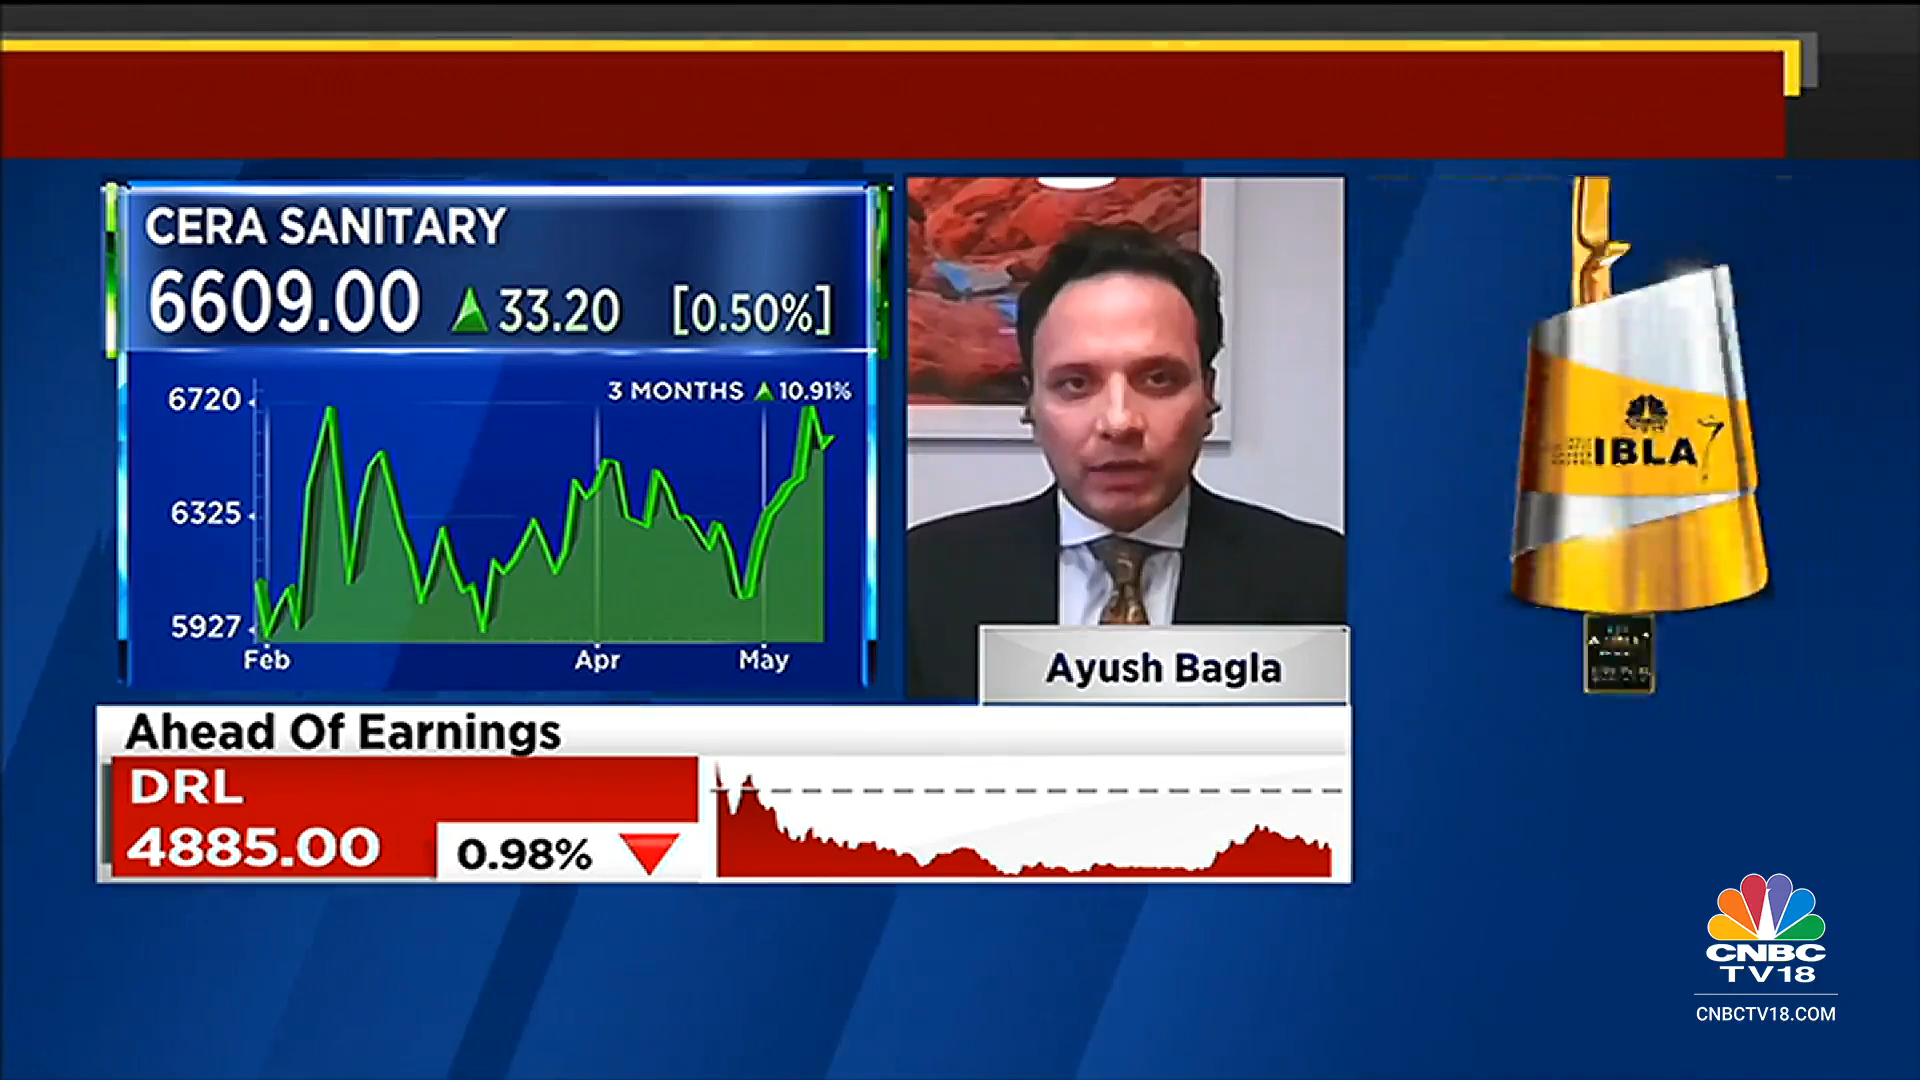 CERA SANITARY
6609.00 ▲ 33.20 [0.50%]
3 MONTHS ▲ 10.91%
6720
6325
5927
Feb Apr May
Ayush Bagla
IBLA
Ahead Of Earnings
DRL
4885.00
0.98% ▼
CNBC
TV18
CNBCTV18.COM